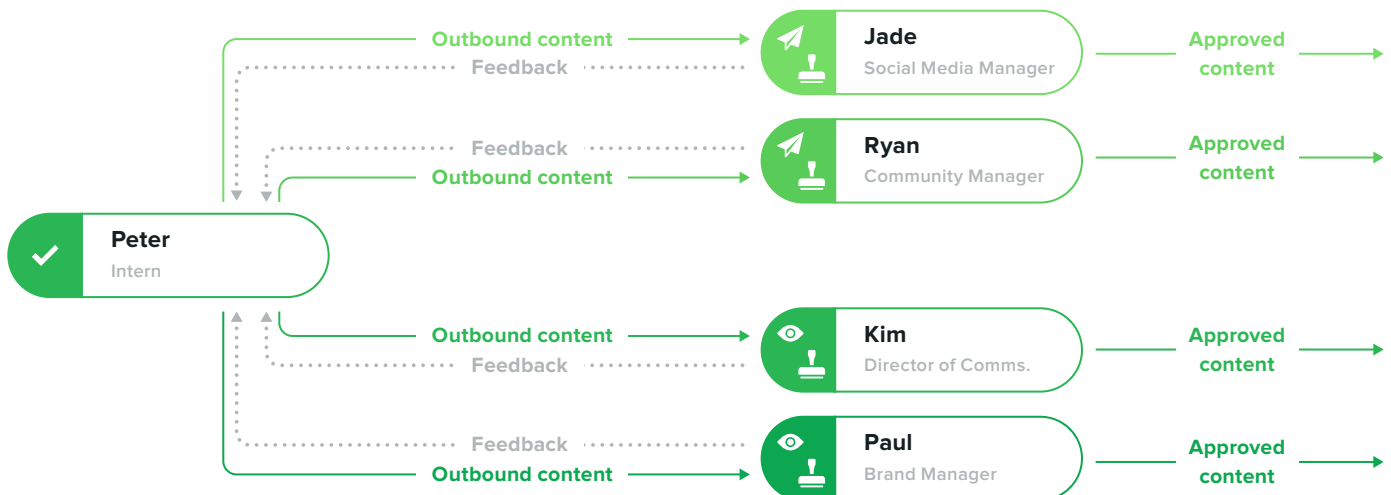 Outbound content
Feedback
Jade
Social Media Manager
Approved
content
Feedback
Outbound content
Ryan
Community Manager
Approved
content
Peter
Intern
Outbound content
Feedback
Kim
Director of Comms.
Approved
content
Feedback
Outbound content
Paul
Brand Manager
Approved
content